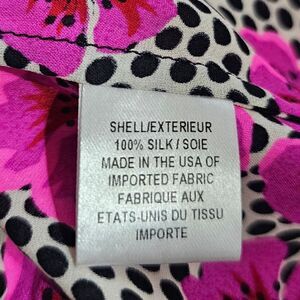 SHELL/EXTERIEUR
100% SILK / SOIE
MADE IN THE USA OF
IMPORTED FABRIC
FABRIQUE AUX
ETATS-UNIS DU TISSU
IMPORTE